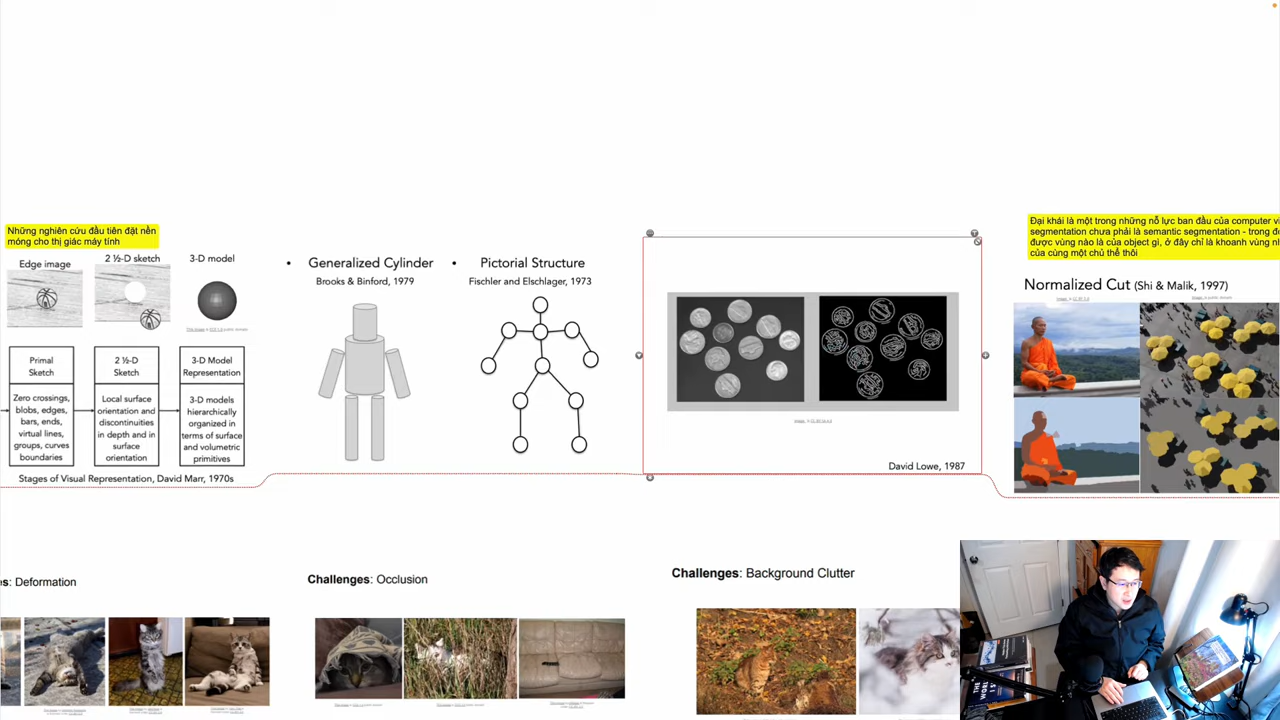 Những nghiên cứu đầu tiên đặt nền
móng cho thị giác máy tính
Edge image
2 ½-D sketch
3-D model
Primal
Sketch
Zero crossings,
blobs, edges,
bars, ends,
virtual lines,
groups, curves
boundaries
2 ½-D
Sketch
Local surface
orientation and
discontinuities
in depth and in
surface
orientation
3-D Model
Representation
3-D models
hierarchically
organized in
terms of surface
and volumetric
primitives
Stages of Visual Representation, David Marr, 1970s
• Generalized Cylinder
Brooks & Binford, 1979
• Pictorial Structure
Fischler and Elschlager, 1973
David Lowe, 1987
Đại khái là một trong những nỗ lực ban đầu của computer vi
segmentation chưa phải là semantic segmentation - trong đó
được vùng nào là của object gì, ở đây chỉ là khoanh vùng nh
của cùng một chủ thể thôi
Normalized Cut (Shi & Malik, 1997)
es: Deformation
Challenges: Occlusion
Challenges: Background Clutter